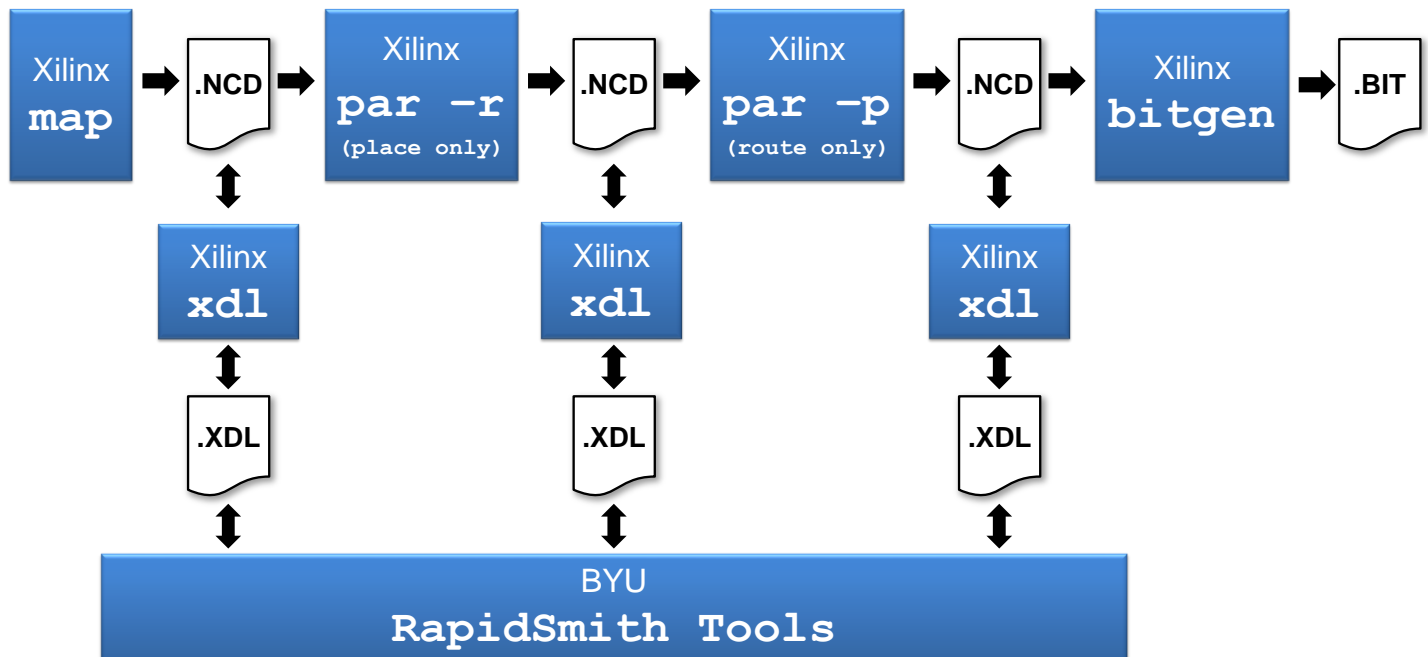 Xilinx
map
.NCD
Xilinx
par –r
(place only)
.NCD
Xilinx
par –p
(route only)
.NCD
Xilinx
bitgen
.BIT
Xilinx
xdl
Xilinx
xdl
Xilinx
xdl
.XDL
.XDL
.XDL
BYU
RapidSmith Tools